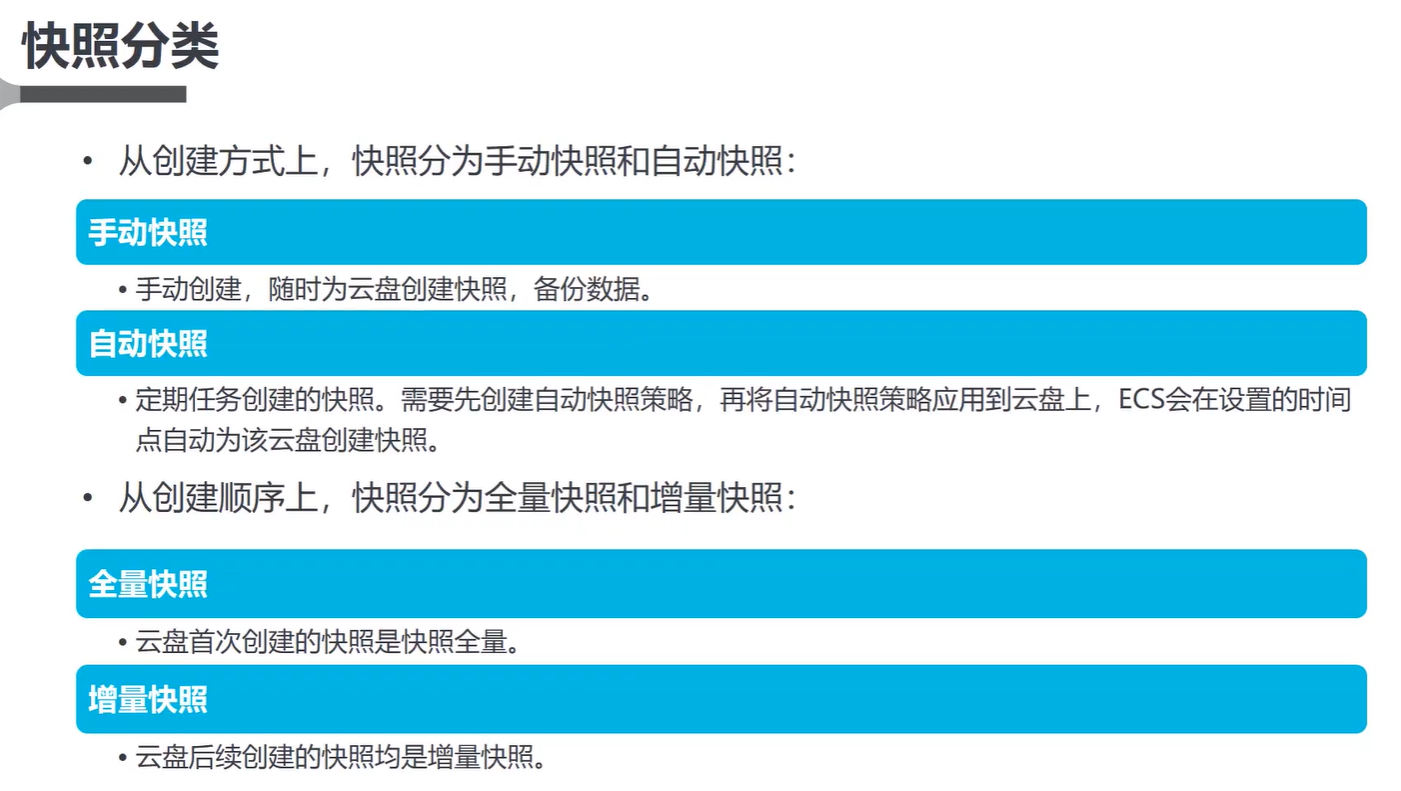 快照分类
• 从创建方式上，快照分为手动快照和自动快照：
手动快照
• 手动创建，随时为云盘创建快照，备份数据。
自动快照
• 定期任务创建的快照。需要先创建自动快照策略，再将自动快照策略应用到云盘上，ECS会在设置的时间
点自动为该云盘创建快照。
• 从创建顺序上，快照分为全量快照和增量快照：
全量快照
• 云盘首次创建的快照是快照全量。
增量快照
• 云盘后续创建的快照均是增量快照。